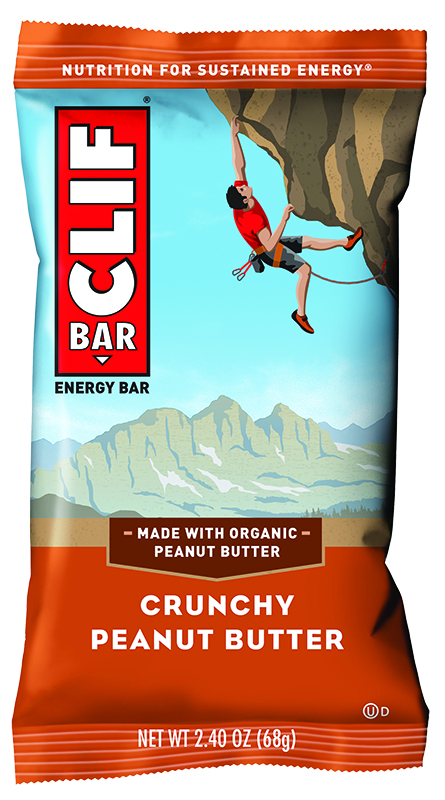 NUTRITION FOR SUSTAINED ENERGY®
CLIF®
BAR
ENERGY BAR
- MADE WITH ORGANIC -
PEANUT BUTTER
CRUNCHY
PEANUT BUTTER
Ⓤ D
NET WT 2.40 OZ (68g)